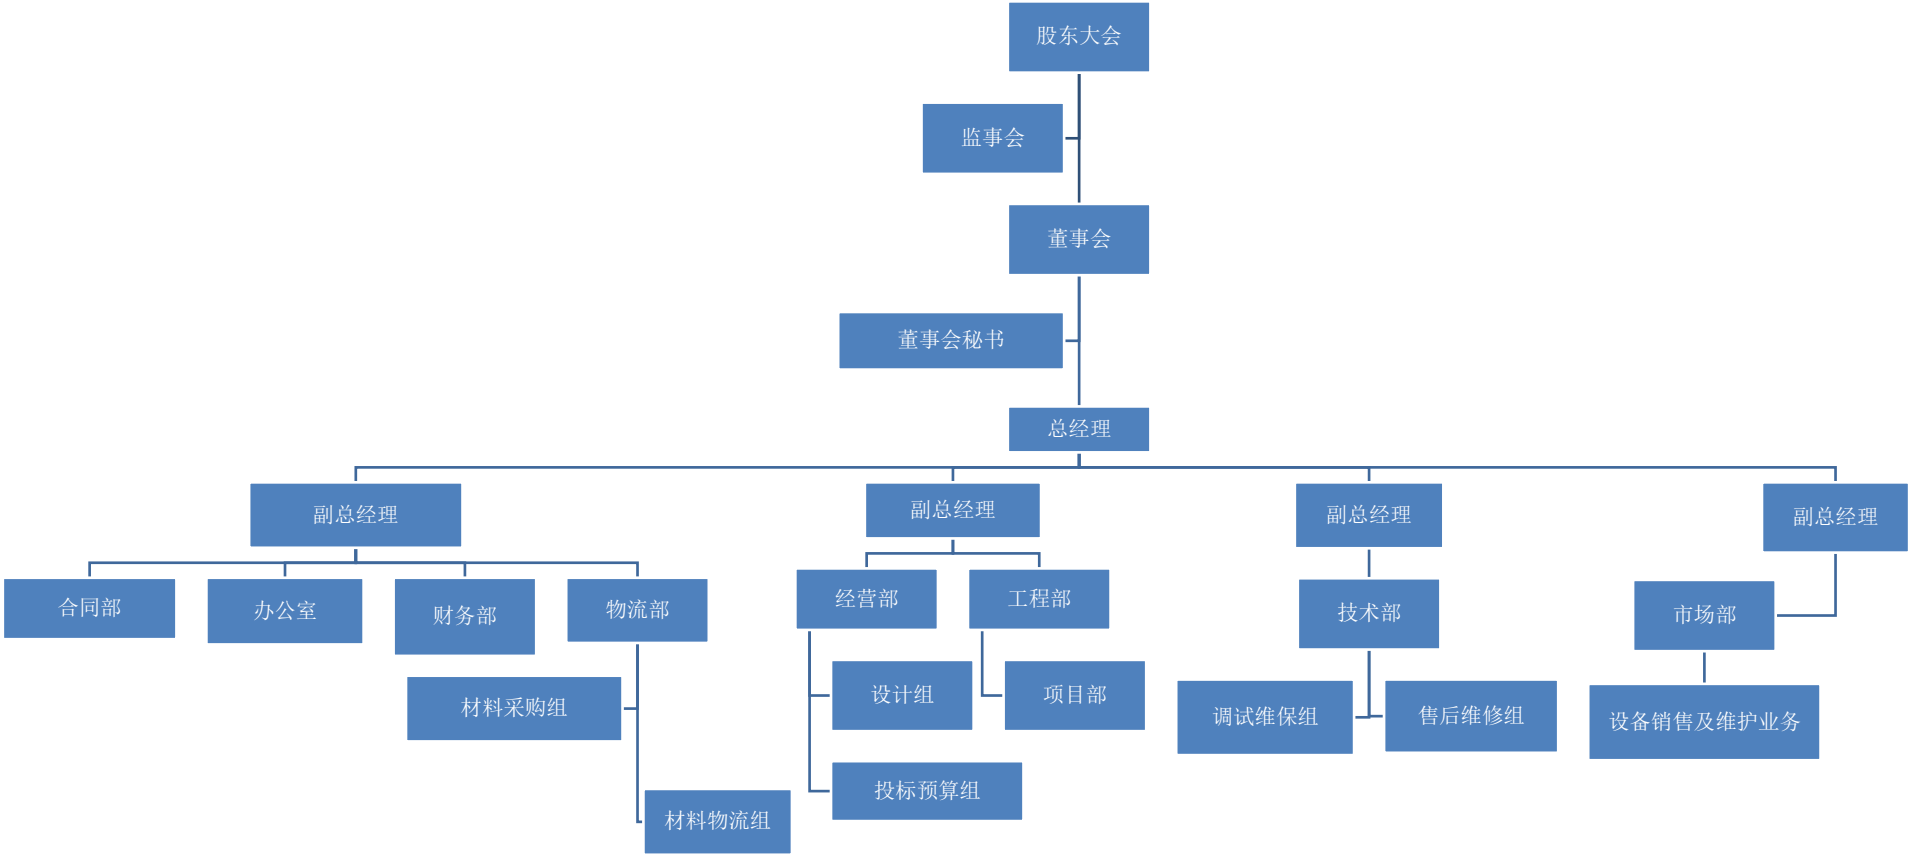 股东大会
监事会
董事会
董事会秘书
总经理
副总经理
副总经理
副总经理
副总经理
合同部
办公室
财务部
物流部
经营部
工程部
技术部
市场部
材料采购组
设计组
项目部
调试维保组
售后维修组
设备销售及维护业务
投标预算组
材料物流组